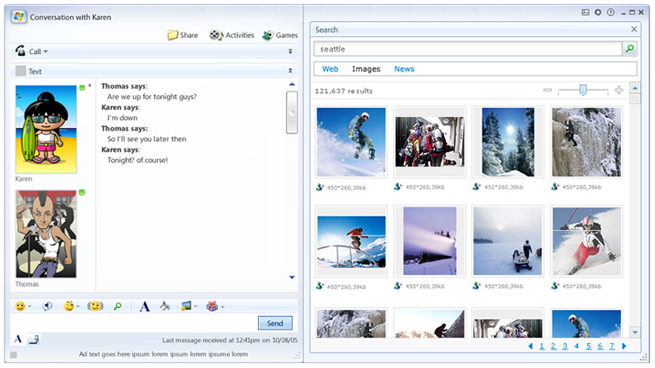 Conversation with Karen
Share Activities Games
Call
Text
Thomas says:
Are we up for tonight guys?
Karen says:
I'm down
Thomas says:
So I'll see you later then
Karen says:
Tonight? of course!
Karen
Thomas
A
Send
A
Last message received at 12:41pm on 10/28/05
Ad text goes here ipsum lorem ipsum lorem ipsume lorem
Search
seattle
Web Images News
121,637 results
450*260,39kb 450*260,39kb 450*260,39kb 450*260,39kb
450*260,39kb 450*260,39kb 450*260,39kb 450*260,39kb
1 2 3 4 5 6 7